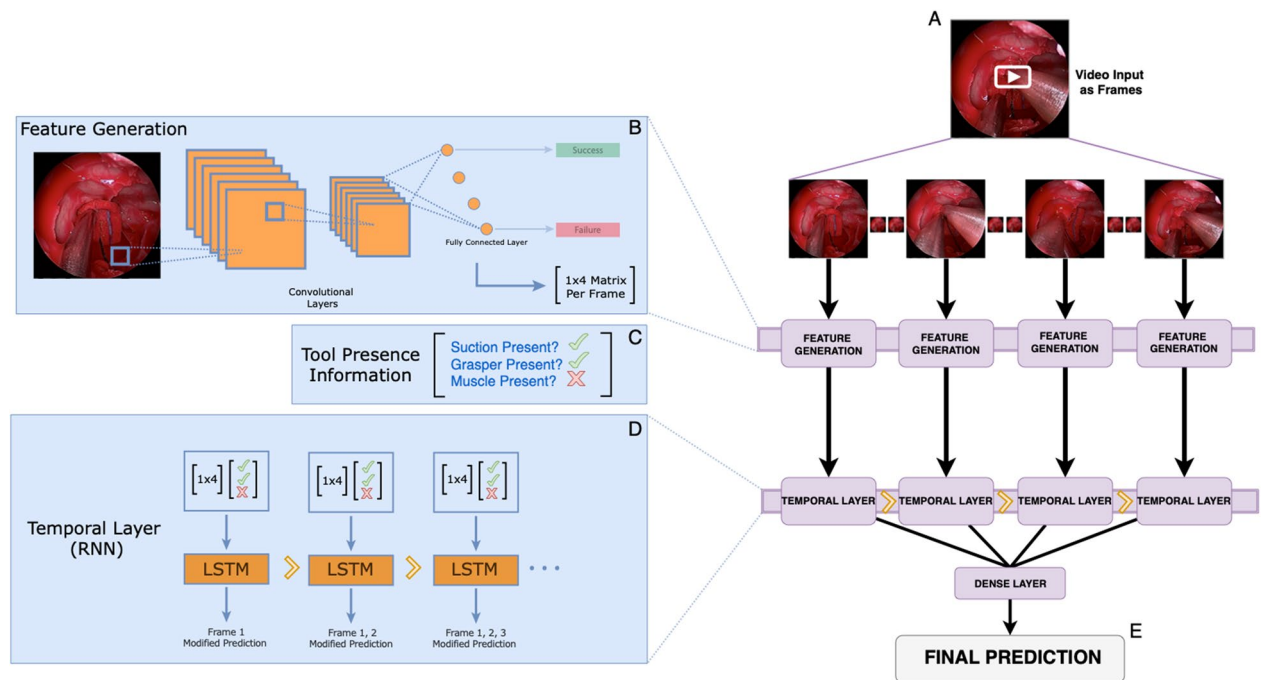 A
Video Input
as Frames
Feature Generation
B
Success
Failure
Fully Connected Layer
Convolutional
Layers
1x4 Matrix
Per Frame
C
Tool Presence
Information
Suction Present?
Grasper Present?
Muscle Present?
D
Temporal Layer
(RNN)
1x4
1x4
1x4
LSTM
LSTM
LSTM
Frame 1
Modified Prediction
Frame 1, 2
Modified Prediction
Frame 1, 2, 3
Modified Prediction
FEATURE
GENERATION
FEATURE
GENERATION
FEATURE
GENERATION
FEATURE
GENERATION
TEMPORAL LAYER
TEMPORAL LAYER
TEMPORAL LAYER
TEMPORAL LAYER
DENSE LAYER
E
FINAL PREDICTION